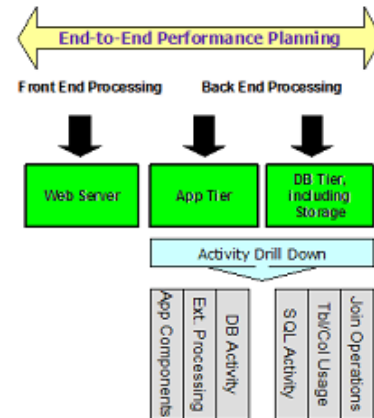 End-to-End Performance Planning
Front End Processing
Back End Processing
Web Server
App Tier
DB Tier,
including
Storage
Activity Drill Down
App Components
Ext. Processing
DB Activity
SQL Activity
Tbl/Col Usage
Join Operations